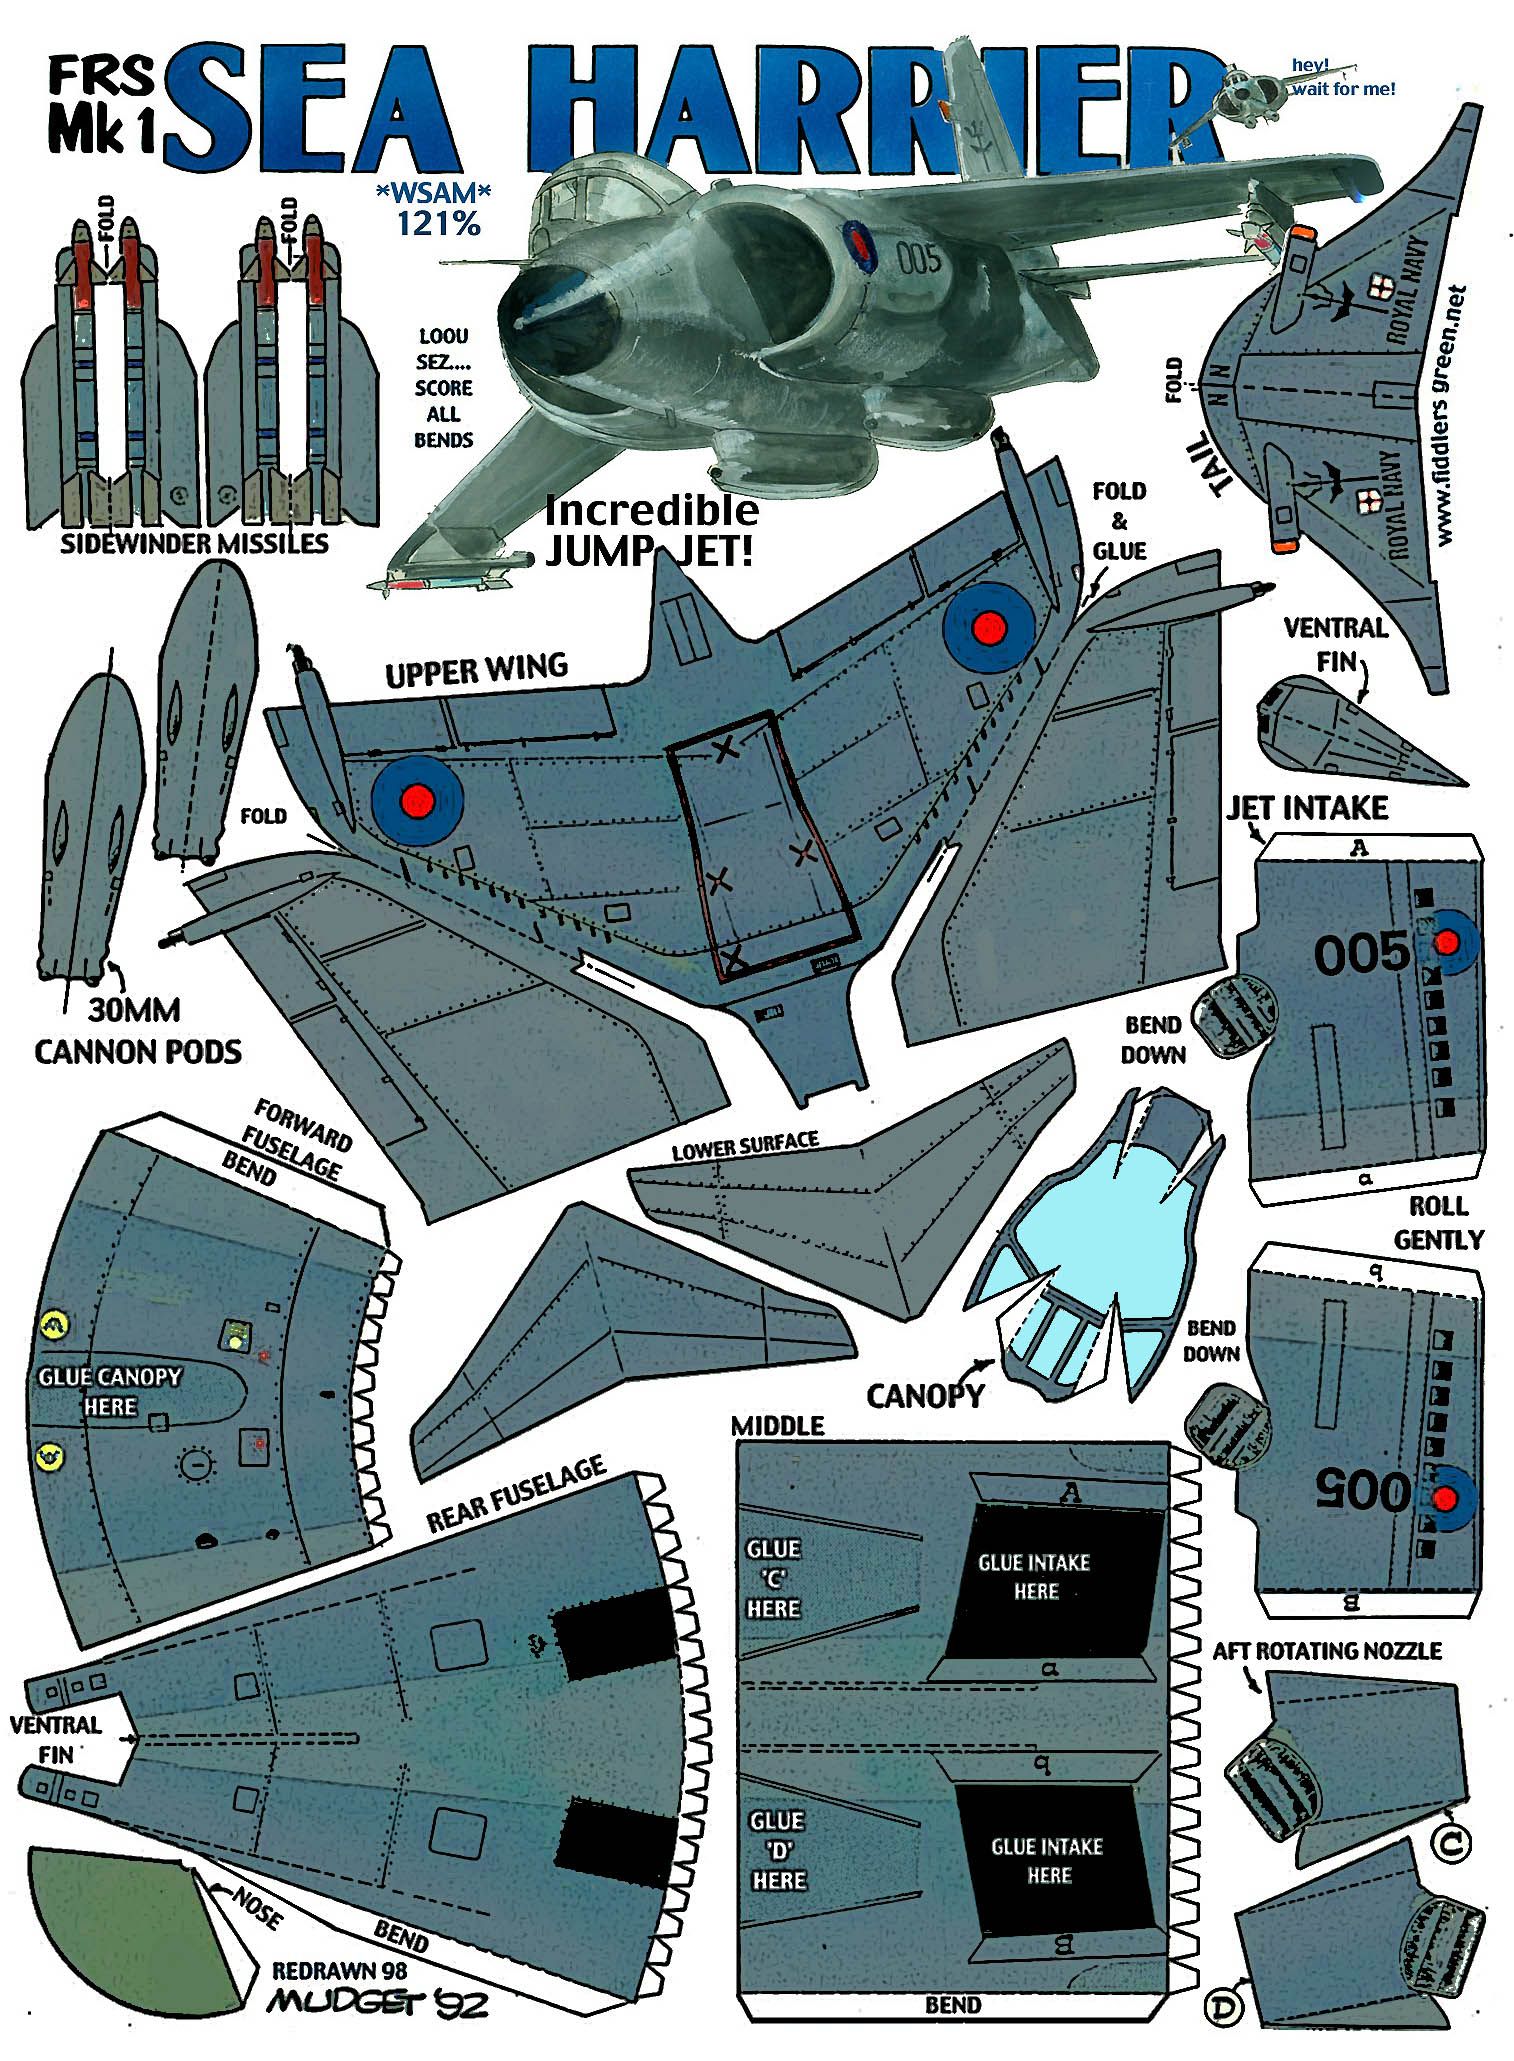 FRS
Mk 1
SEA HARRIER
hey!
wait for me!
*WSAM*
121%
FOLD
FOLD
LOOU
SEZ....
SCORE
ALL
BENDS
SIDEWINDER MISSILES
Incredible
JUMP JET!
FOLD
N
N
TAIL
ROYAL NAVY
ROYAL NAVY
www.fiddlersgreen.net
005
FOLD
&
GLUE
UPPER WING
VENTRAL
FIN
FOLD
30MM
CANNON PODS
JET INTAKE
A
005
BEND
DOWN
a
ROLL
GENTLY
FORWARD
FUSELAGE
BEND
LOWER SURFACE
GLUE CANOPY
HERE
CANOPY
b
BEND
DOWN
005
B
MIDDLE
REAR FUSELAGE
A
GLUE
'C'
HERE
GLUE INTAKE
HERE
a
b
GLUE
'D'
HERE
GLUE INTAKE
HERE
B
BEND
VENTRAL
FIN
NOSE
BEND
REDRAWN 98
MUDGET '92
AFT ROTATING NOZZLE
C
D